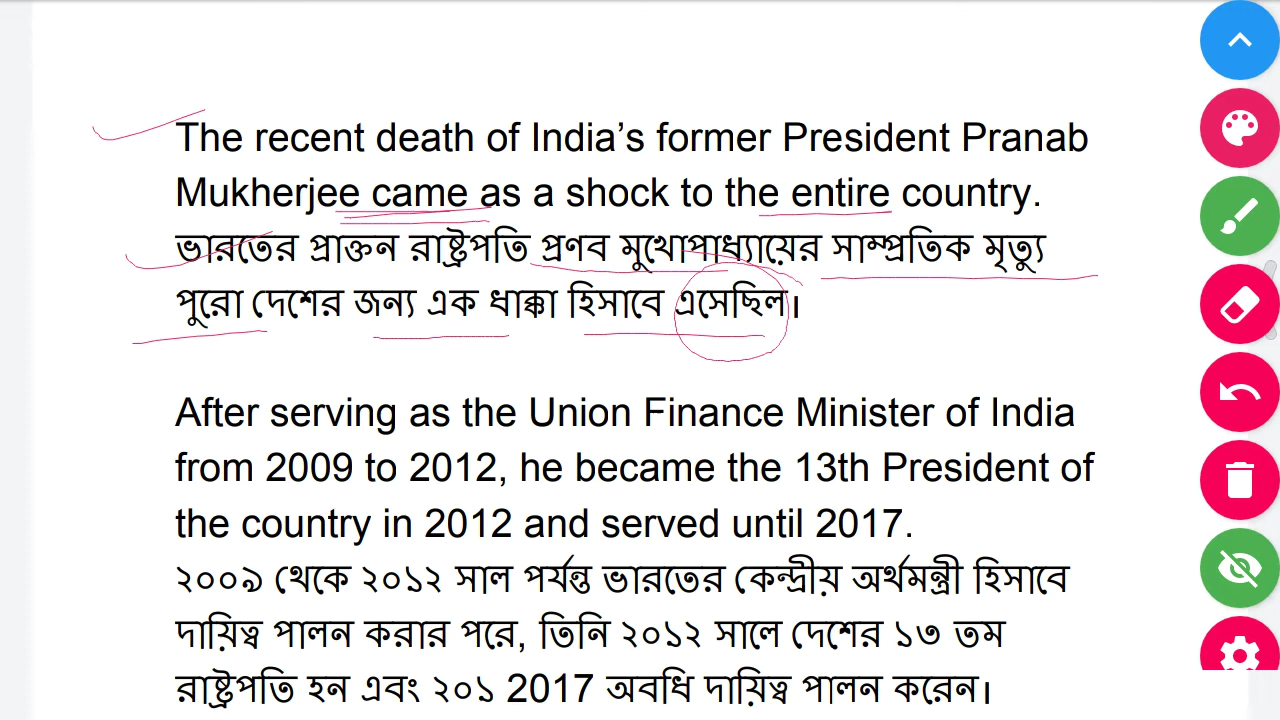 The recent death of India’s former President Pranab
Mukherjee came as a shock to the entire country.
ভারতের প্রাক্তন রাষ্ট্রপতি প্রণব মুখোপাধ্যায়ের সাম্প্রতিক মৃত্যু
পুরো দেশের জন্য এক ধাক্কা হিসাবে এসেছিল।
After serving as the Union Finance Minister of India
from 2009 to 2012, he became the 13th President of
the country in 2012 and served until 2017.
২০০৯ থেকে ২০১২ সাল পর্যন্ত ভারতের কেন্দ্রীয় অর্থমন্ত্রী হিসাবে
দায়িত্ব পালন করার পরে, তিনি ২০১২ সালে দেশের ১৩ তম
রাষ্ট্রপতি হন এবং ২০১ 2017 অবধি দায়িত্ব পালন করেন।